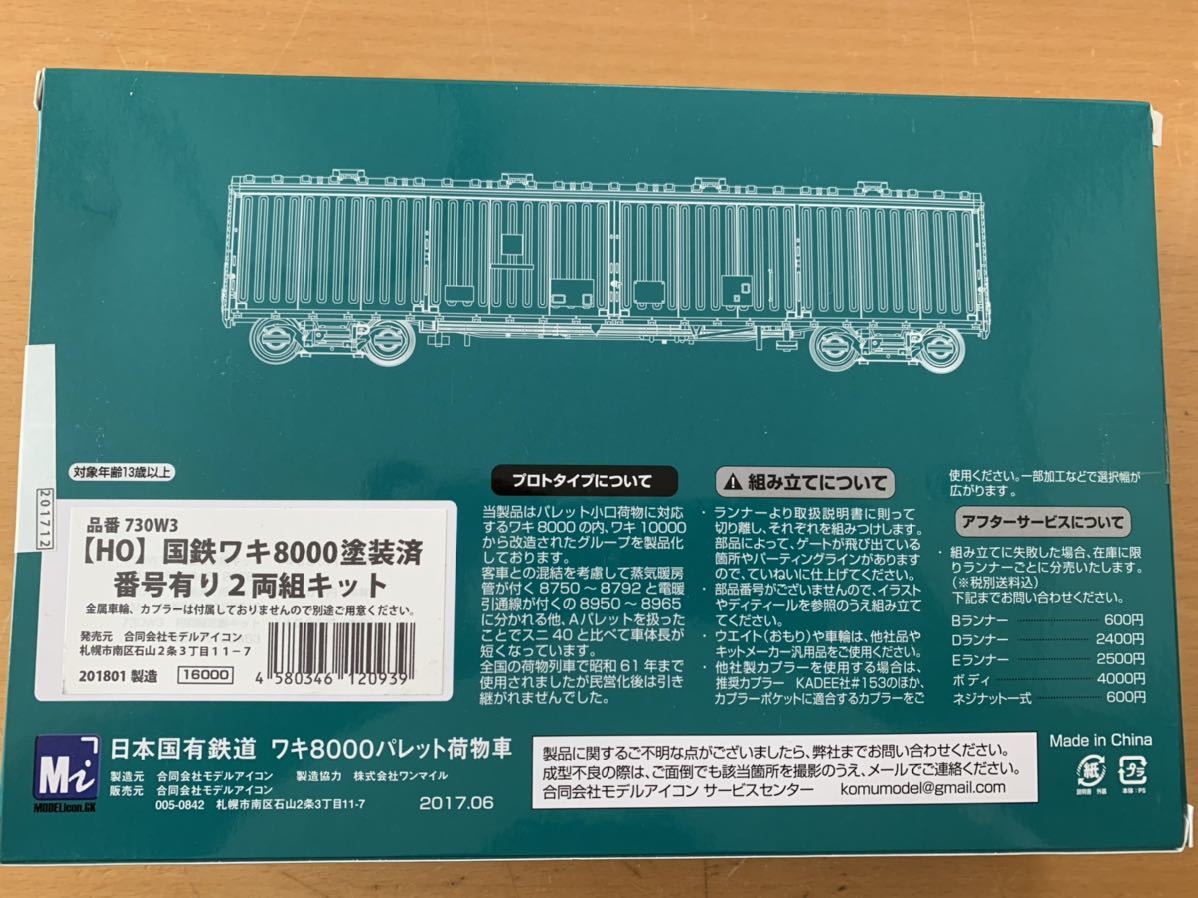 対象年齢13歳以上
201712
品番 730W3
【HO】国鉄ワキ8000塗装済
番号有り2両組キット
金属車輪、カプラーは付属しておりませんので別途ご用意ください。
発売元 合同会社モデルアイコン
札幌市南区石山2条3丁目11-7
201801 製造 16000
4 580346 120939
プロトタイプについて
当製品はパレット小口荷物に対応
するワキ8000の内、ワキ10000
から改造されたグループを製品化
しております。
客車との混結を考慮して蒸気暖房
管が付く8750～8792と電暖
引通線が付くの8950～8965
に分かれる他、Aパレットを扱った
ことでスニ40と比べて車体長が
短くなっています。
全国の荷物列車で昭和61年まで
使用されましたが民営化後は引き
継がれませんでした。
組み立てについて
・ランナーより取扱説明書に則って
切り離し、それぞれを組みつけします。
部品によって、ゲートが飛び出ている
箇所やパーティングラインがあります
ので、ていねいに仕上げてください。
・部品番号がございませんので、イラスト
やディティールを参照のうえ組み立て
てください。
・ウエイト(おもり)や車輪は、他社品や
キットメーカー汎用品をご使用ください。
・他社製カプラーを使用する場合は、
推奨カプラー KADEE社#153のほか、
カプラーポケットに適合するカプラーをご
使用ください。一部加工などで選択幅が
広がります。
アフターサービスについて
・組み立てに失敗した場合、在庫に限
りランナーごとに分売いたします。
(※税別送料込)
下記までお問い合わせください。
Bランナー 600円
Dランナー 2400円
Eランナー 2500円
ボディ 4000円
ネジナット一式 600円
Mi
MODELicon.GK
日本国有鉄道 ワキ8000パレット荷物車
製造元 合同会社モデルアイコン 製造協力 株式会社ワンマイル
販売元 合同会社モデルアイコン
005-0842 札幌市南区石山2条3丁目11-7 2017.06
製品に関するご不明な点がございましたら、弊社までお問い合わせください。
成型不良の際は、ご面倒でも該当箇所を撮影のうえ、メールでご連絡ください。
合同会社モデルアイコン サービスセンター komumodel@gmail.com
Made in China
紙 プラ
説明書 外箱 本体：PS